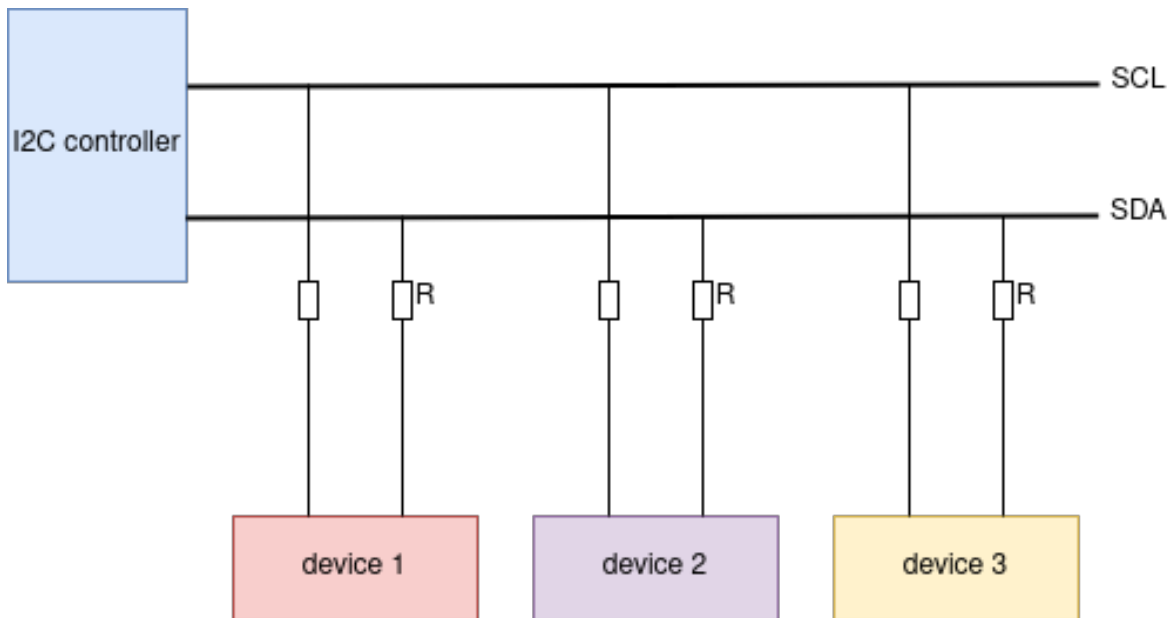 SCL
I2C controller
SDA
R
R
R
device 1
device 2
device 3